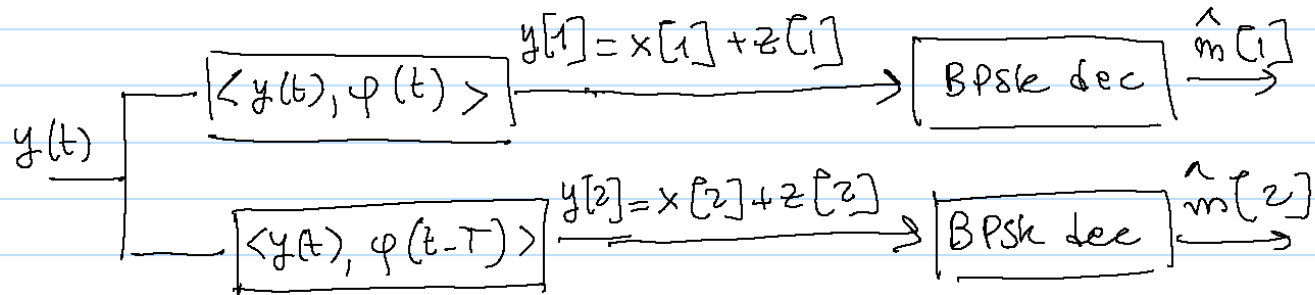 y[1] = x[1] + z[1]
m̂[1]
<y(t), φ(t)>
BPSK dec
y(t)
y[2] = x[2] + z[2]
m̂[2]
<y(t), φ(t-T)>
BPSK dec